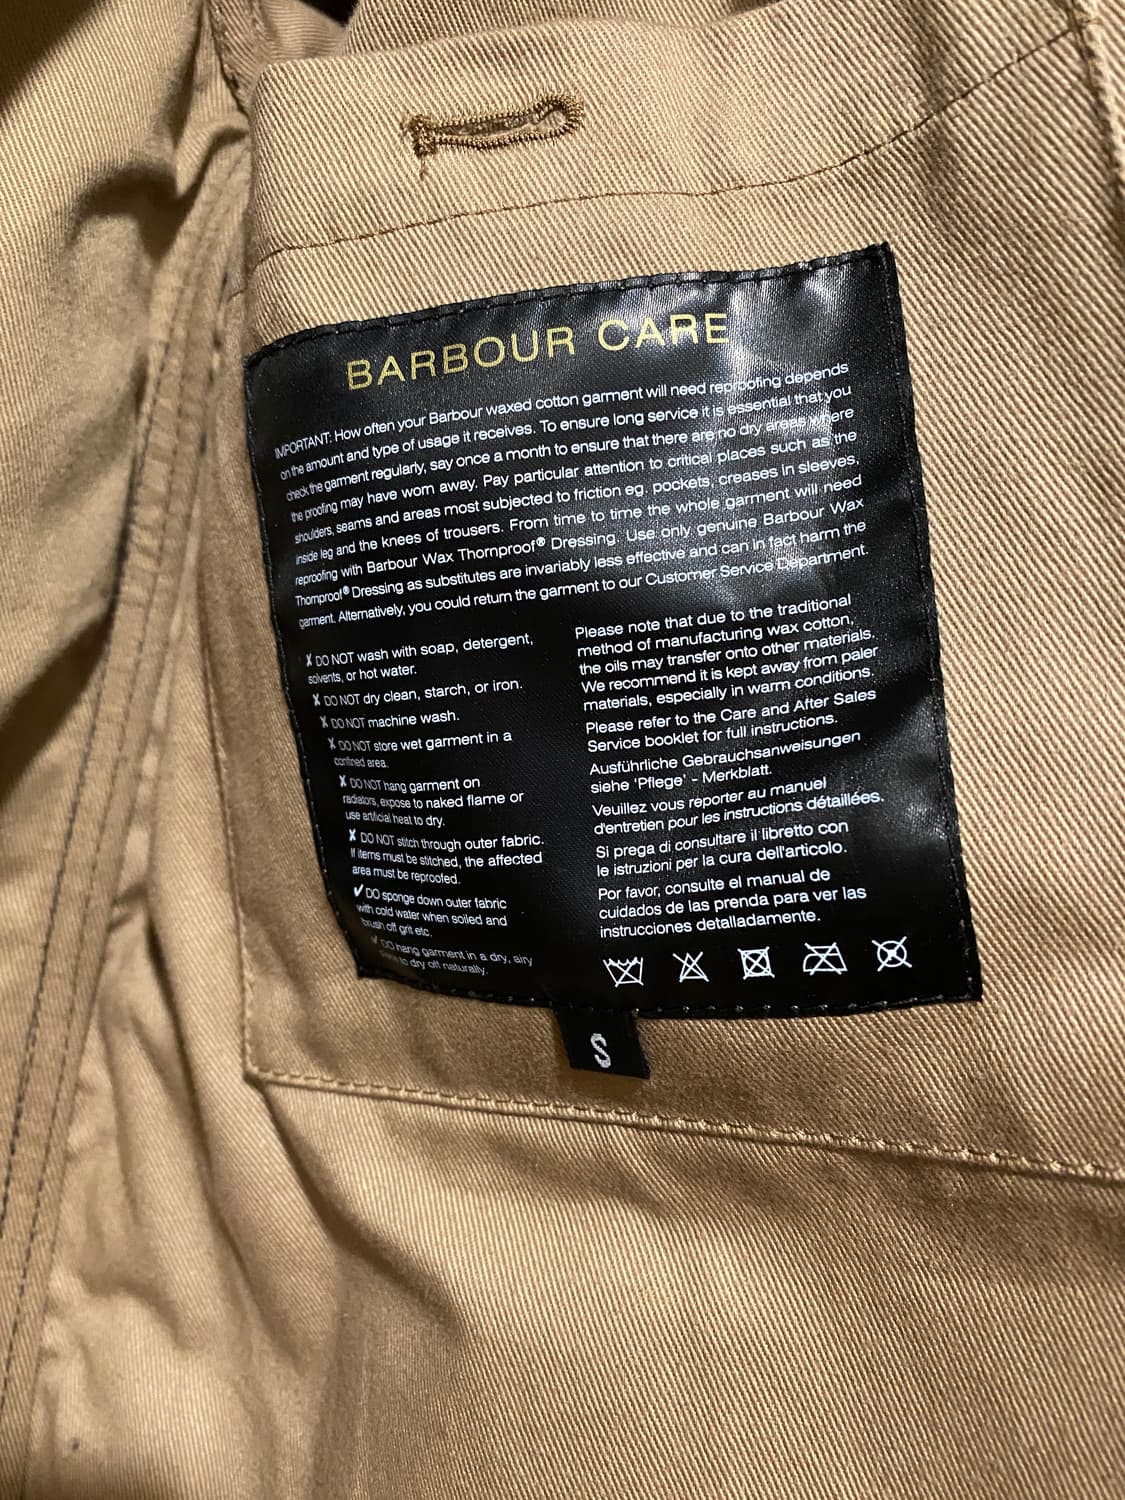 BARBOUR CARE
IMPORTANT: How often your Barbour waxed cotton garment will need reproofing depends
on the amount and type of usage it receives. To ensure long service it is essential that you
check the garment regularly, say once a month to ensure that there are no dry areas where
the proofing may have worn away. Pay particular attention to critical places such as the
shoulders, seams and areas most subjected to friction eg. pockets, creases in sleeves,
inside leg and the knees of trousers. From time to time the whole garment will need
reproofing with Barbour Wax Thornproof® Dressing. Use only genuine Barbour Wax
Thornproof® Dressing as substitutes are invariably less effective and can in fact harm the
garment. Alternatively, you could return the garment to our Customer Service Department.
✗ DO NOT wash with soap, detergent,
solvents, or hot water.
✗ DO NOT dry clean, starch, or iron.
✗ DO NOT machine wash.
✗ DO NOT store wet garment in a
confined area.
✗ DO NOT hang garment on
radiators, expose to naked flame or
use artificial heat to dry.
✗ DO NOT stitch through outer fabric.
If items must be stitched, the affected
area must be reproofed.
✓ DO sponge down outer fabric
with cold water when soiled and
brush off grit etc.
✓ DO hang garment in a dry, airy
to dry off naturally.
Please note that due to the traditional
method of manufacturing wax cotton,
the oils may transfer onto other materials.
We recommend it is kept away from paler
materials, especially in warm conditions.
Please refer to the Care and After Sales
Service booklet for full instructions.
Ausführliche Gebrauchsanweisungen
siehe 'Pflege' - Merkblatt.
Veuillez vous reporter au manuel
d'entretien pour les instructions détaillées.
Si prega di consultare il libretto con
le istruzioni per la cura dell'articolo.
Por favor, consulte el manual de
cuidados de las prenda para ver las
instrucciones detalladamente.
S